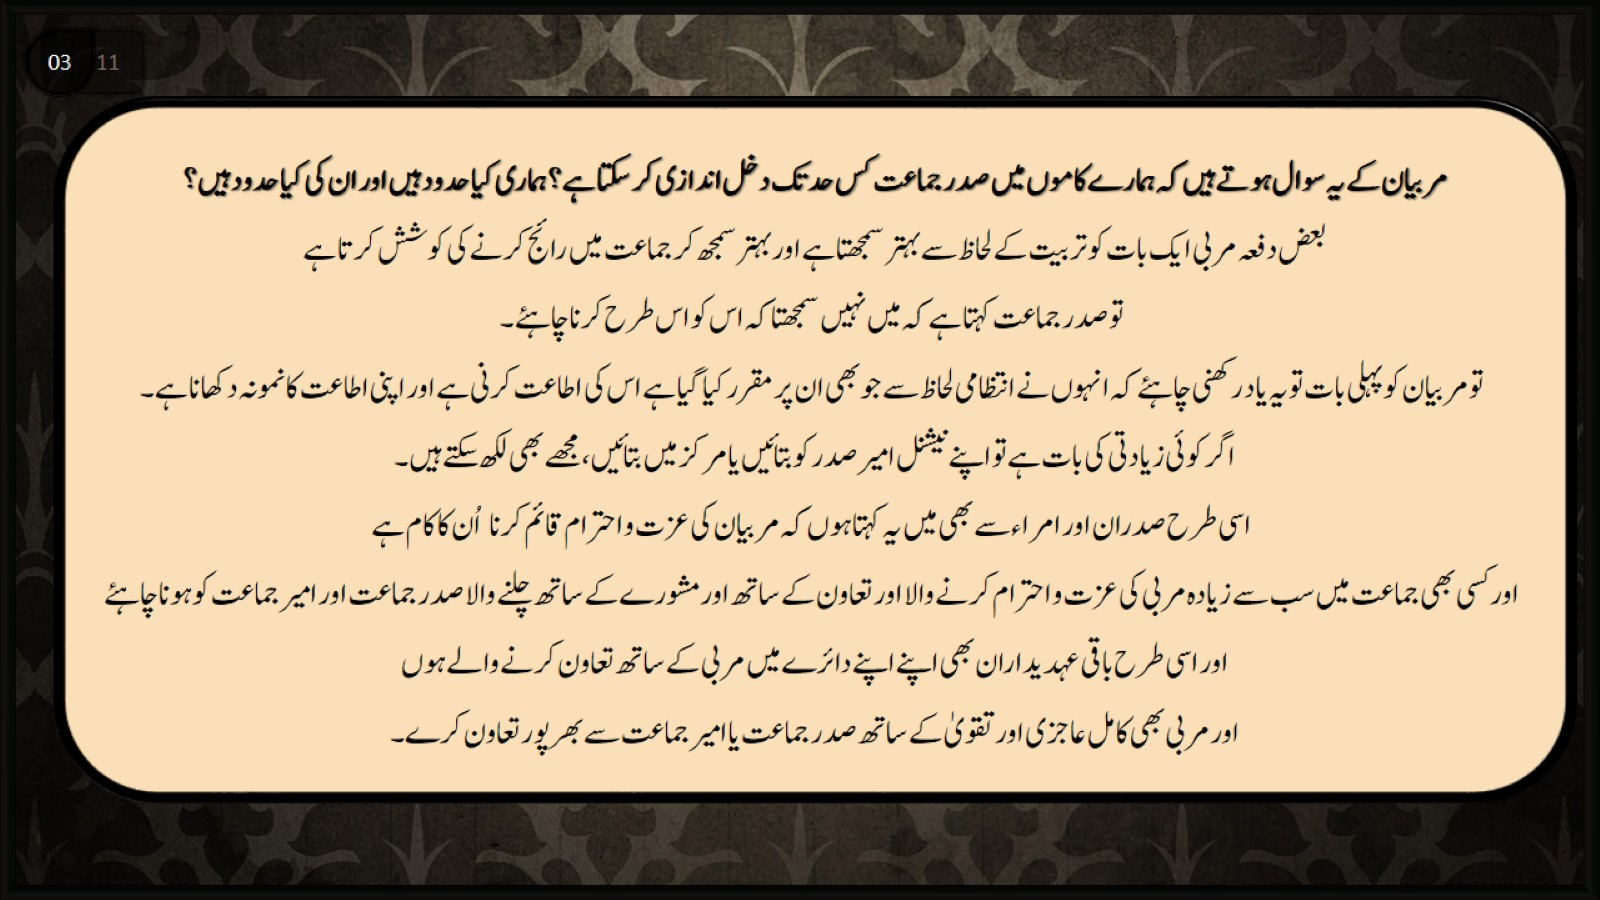 03 11
مربیان کے یہ سوال ہوتے ہیں کہ ہمارے کاموں میں صدر جماعت کس حد تک دخل اندازی کر سکتا ہے؟ ہماری کیا حدود ہیں اور ان کی کیا حدود ہیں؟
بعض دفعہ مربی ایک بات کو تربیت کے لحاظ سے بہتر سمجھتا ہے اور بہتر سمجھ کر جماعت میں رائج کرنے کی کوشش کرتا ہے
تو صدر جماعت کہتا ہے کہ میں نہیں سمجھتا کہ اس کو اس طرح کرنا چاہئے۔
تو مربیان کو پہلی بات تو یہ یاد رکھنی چاہئے کہ انہوں نے انتظامی لحاظ سے جو بھی ان پر مقرر کیا گیا ہے اس کی اطاعت کرنی ہے اور اپنی اطاعت کا نمونہ دکھانا ہے۔
اگر کوئی زیادتی کی بات ہے تو اپنے نیشنل امیر صدر کو بتائیں یا مرکز میں بتائیں، مجھے بھی لکھ سکتے ہیں۔
اسی طرح صدران اور امراء سے بھی میں یہ کہتا ہوں کہ مربیان کی عزت و احترام قائم کرنا اُن کا کام ہے
اور کسی بھی جماعت میں سب سے زیادہ مربی کی عزت و احترام کرنے والا اور تعاون کے ساتھ اور مشورے کے ساتھ چلنے والا صدر جماعت اور امیر جماعت کو ہونا چاہئے
اور اسی طرح باقی عہدیداران بھی اپنے اپنے دائرے میں مربی کے ساتھ تعاون کرنے والے ہوں
اور مربی بھی کامل عاجزی اور تقویٰ کے ساتھ صدر جماعت یا امیر جماعت سے بھر پور تعاون کرے۔